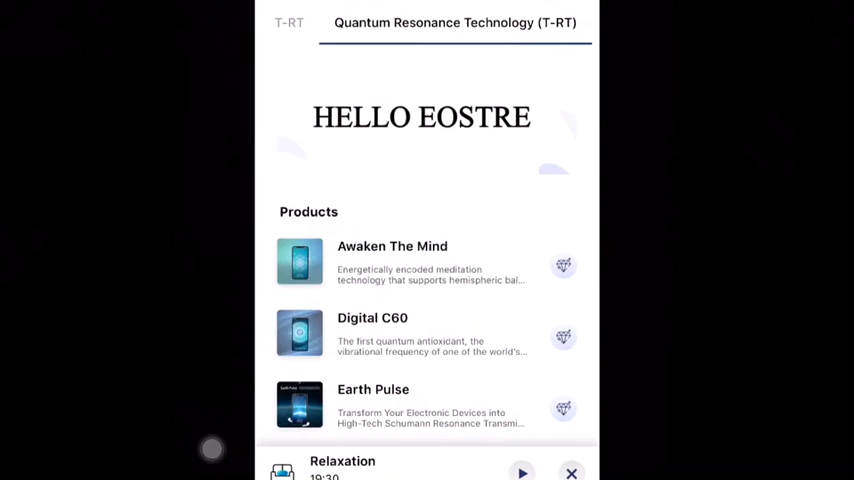 T-RT
Quantum Resonance Technology (T-RT)
HELLO EOSTRE
Products
Awaken The Mind
Energetically encoded meditation
technology that supports hemispheric bal...
Digital C60
The first quantum antioxidant, the
vibrational frequency of one of the world's...
Earth Pulse
Transform Your Electronic Devices into
High-Tech Schumann Resonance Transmi...
Relaxation
19:30